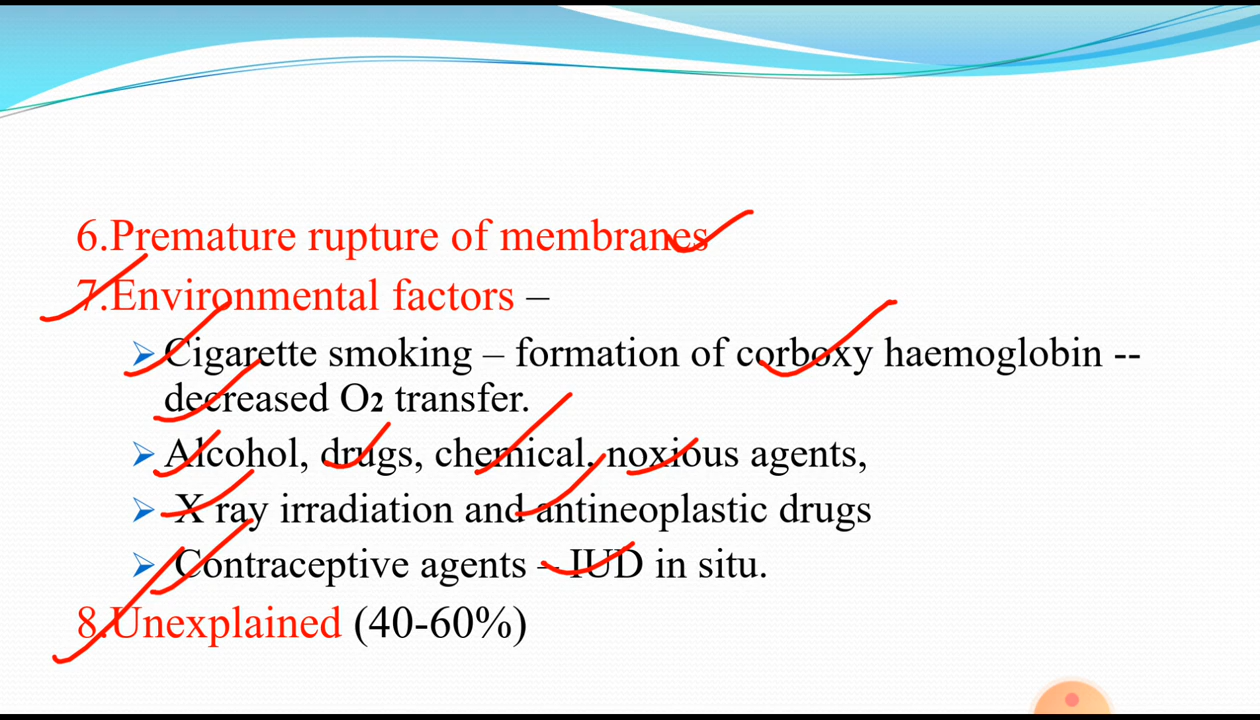 6.Premature rupture of membranes
7.Environmental factors –
Cigarette smoking – formation of corboxy haemoglobin --
decreased O2 transfer.
Alcohol, drugs, chemical, noxious agents,
X ray irradiation and antineoplastic drugs
Contraceptive agents – IUD in situ.
8.Unexplained (40-60%)